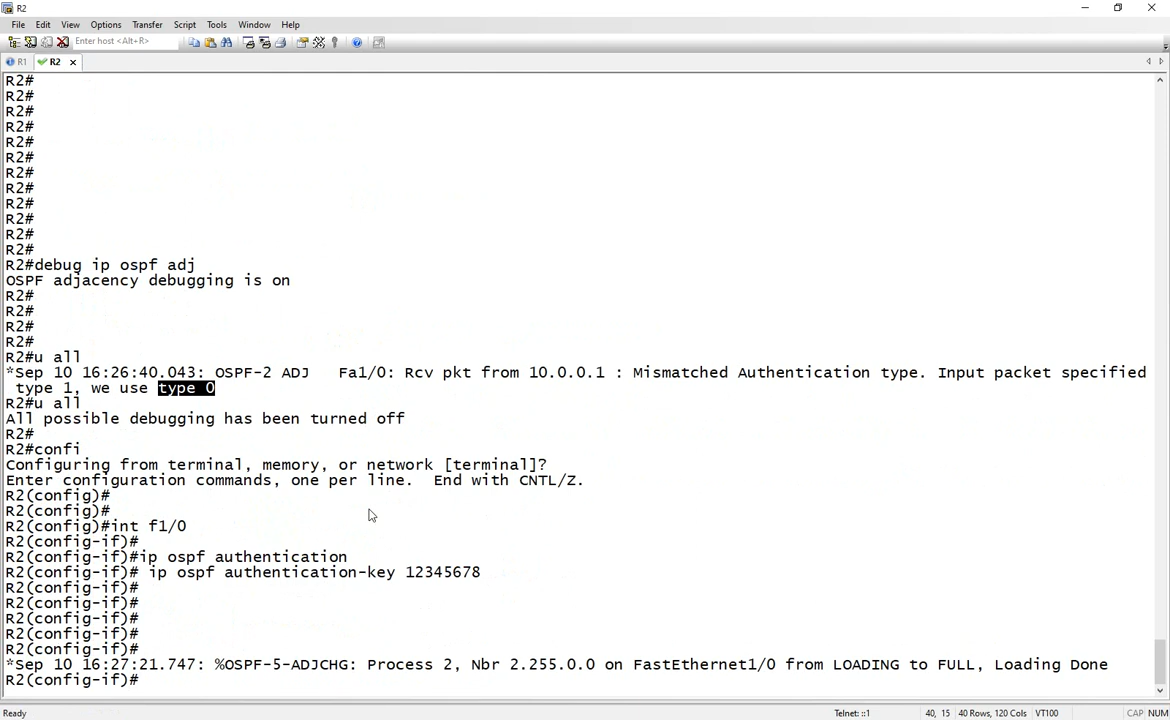 R2
File Edit View Options Transfer Script Tools Window Help
Enter host <Alt+R>
R1 R2
R2#
R2#
R2#
R2#
R2#
R2#
R2#
R2#
R2#
R2#
R2#
R2#
R2#debug ip ospf adj
OSPF adjacency debugging is on
R2#
R2#
R2#
R2#
R2#u all
*Sep 10 16:26:40.043: OSPF-2 ADJ   Fa1/0: Rcv pkt from 10.0.0.1 : Mismatched Authentication type. Input packet specified
type 1, we use type 0
R2#u all
All possible debugging has been turned off
R2#
R2#confi
Configuring from terminal, memory, or network [terminal]?
Enter configuration commands, one per line.  End with CNTL/Z.
R2(config)#
R2(config)#
R2(config)#int f1/0
R2(config-if)#
R2(config-if)#ip ospf authentication
R2(config-if)# ip ospf authentication-key 12345678
R2(config-if)#
R2(config-if)#
R2(config-if)#
R2(config-if)#
R2(config-if)#
*Sep 10 16:27:21.747: %OSPF-5-ADJCHG: Process 2, Nbr 2.255.0.0 on FastEthernet1/0 from LOADING to FULL, Loading Done
R2(config-if)#
Ready Telnet: ::1 40, 15 40 Rows, 120 Cols VT100 CAP NUM